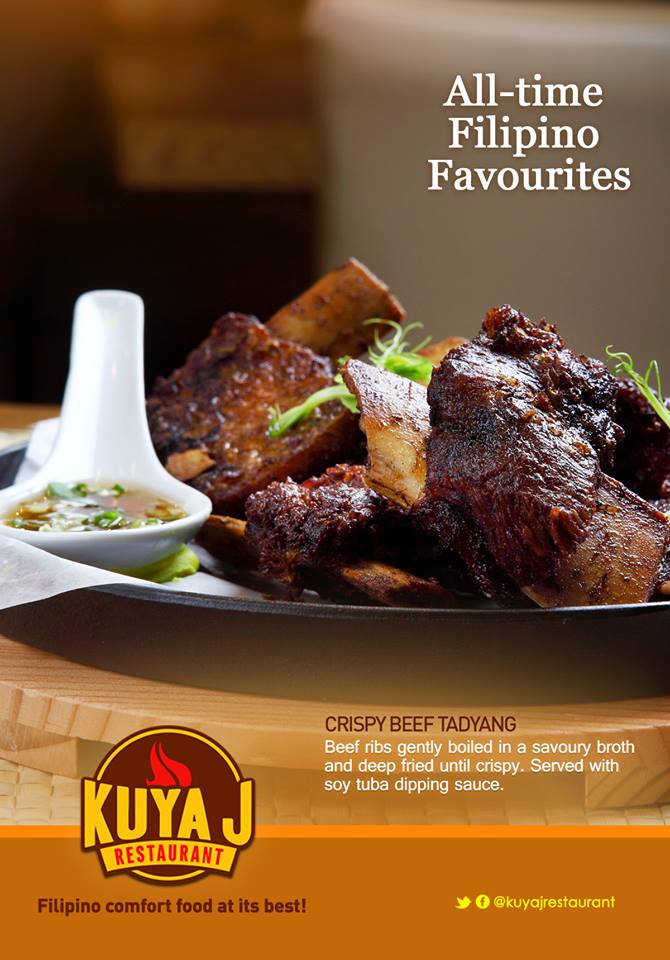 All-time
Filipino
Favourites
CRISPY BEEF TADYANG
Beef ribs gently boiled in a savoury broth
and deep fried until crispy. Served with
soy tuba dipping sauce.
KUYA J
RESTAURANT
Filipino comfort food at its best!
@kuyajrestaurant